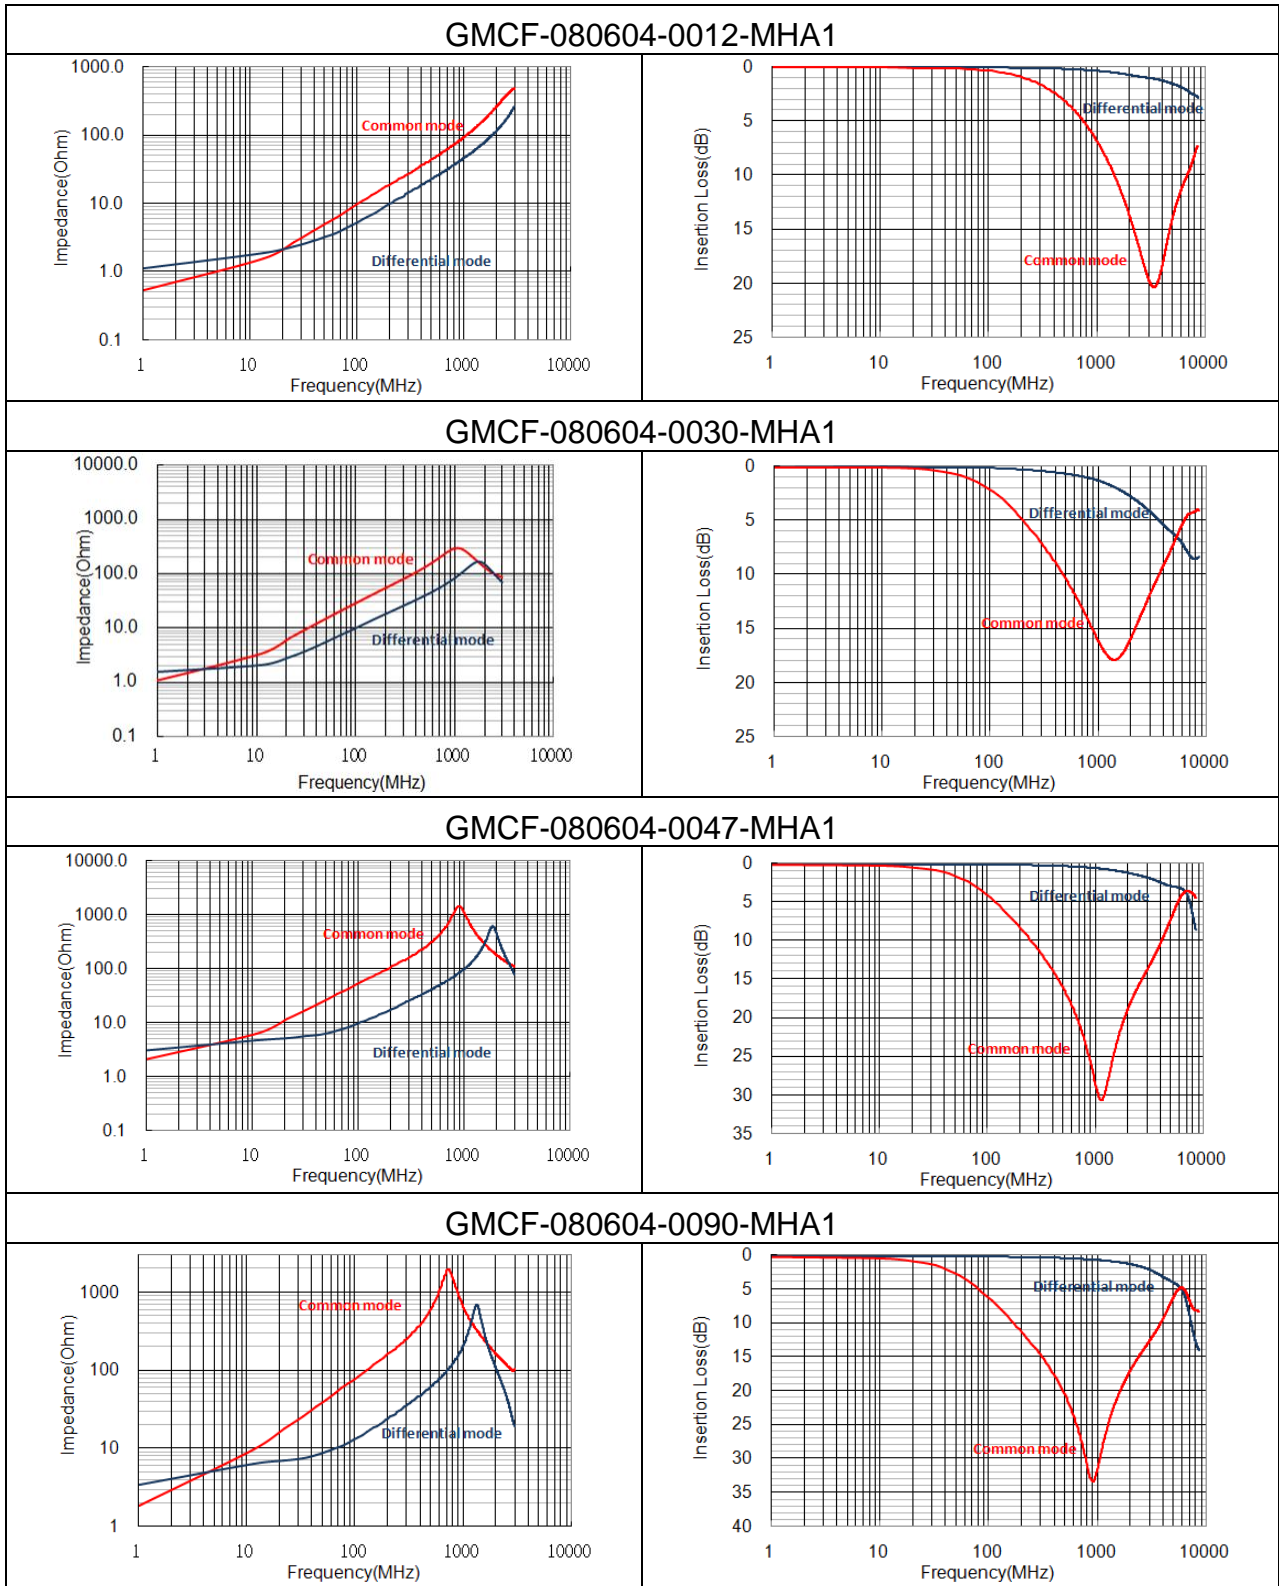 GMCF-080604-0012-MHA1
1000.0
100.0
10.0
1.0
0.1
Impedance(Ohm)
Common mode
Differential mode
1 10 100 1000 10000
Frequency(MHz)
0
5
10
15
20
25
Insertion Loss(dB)
Differential mode
Common mode
1 10 100 1000 10000
Frequency(MHz)
GMCF-080604-0030-MHA1
10000.0
1000.0
100.0
10.0
1.0
0.1
Impedance(Ohm)
Common mode
Differential mode
1 10 100 1000 10000
Frequency(MHz)
0
5
10
15
20
25
Insertion Loss(dB)
Differential mode
Common mode
1 10 100 1000 10000
Frequency(MHz)
GMCF-080604-0047-MHA1
10000.0
1000.0
100.0
10.0
1.0
0.1
Impedance(Ohm)
Common mode
Differential mode
1 10 100 1000 10000
Frequency(MHz)
0
5
10
15
20
25
30
35
Insertion Loss(dB)
Differential mode
Common mode
1 10 100 1000 10000
Frequency(MHz)
GMCF-080604-0090-MHA1
1000
100
10
1
Impedance(Ohm)
Common mode
Differential mode
1 10 100 1000 10000
Frequency(MHz)
0
5
10
15
20
25
30
35
40
Insertion Loss(dB)
Differential mode
Common mode
1 10 100 1000 10000
Frequency(MHz)